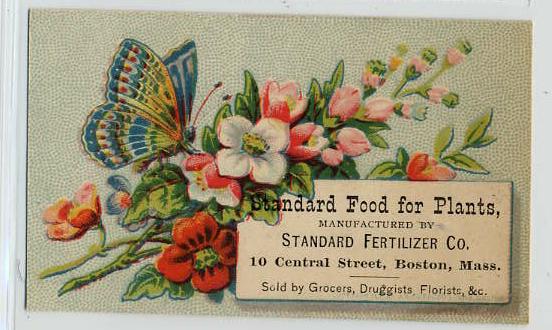 Standard Food for Plants,
MANUFACTURED BY
STANDARD FERTILIZER CO.
10 Central Street, Boston, Mass.
Sold by Grocers, Druggists, Florists, &c.